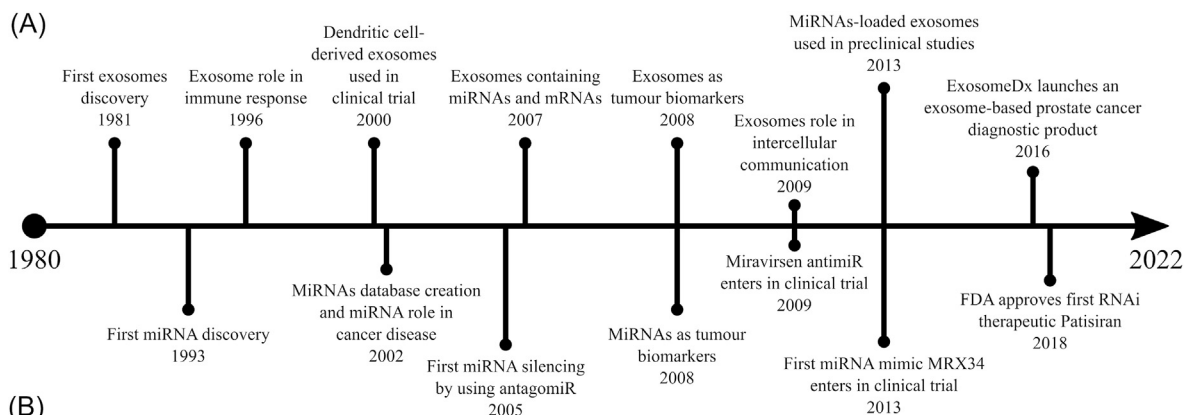 (A)
First exosomes
discovery
1981
Exosome role in
immune response
1996
Dendritic cell-
derived exosomes
used in
clinical trial
2000
Exosomes containing
miRNAs and mRNAs
2007
Exosomes as
tumour biomarkers
2008
Exosomes role in
intercellular
communication
2009
MiRNAs-loaded exosomes
used in preclinical studies
2013
ExosomeDx launches an
exosome-based prostate cancer
diagnostic product
2016
1980
2022
First miRNA discovery
1993
MiRNAs database creation
and miRNA role in
cancer disease
2002
First miRNA silencing
by using antagomiR
2005
MiRNAs as tumour
biomarkers
2008
Miravirsen antimiR
enters in clinical trial
2009
First miRNA mimic MRX34
enters in clinical trial
2013
FDA approves first RNAi
therapeutic Patisiran
2018
(B)